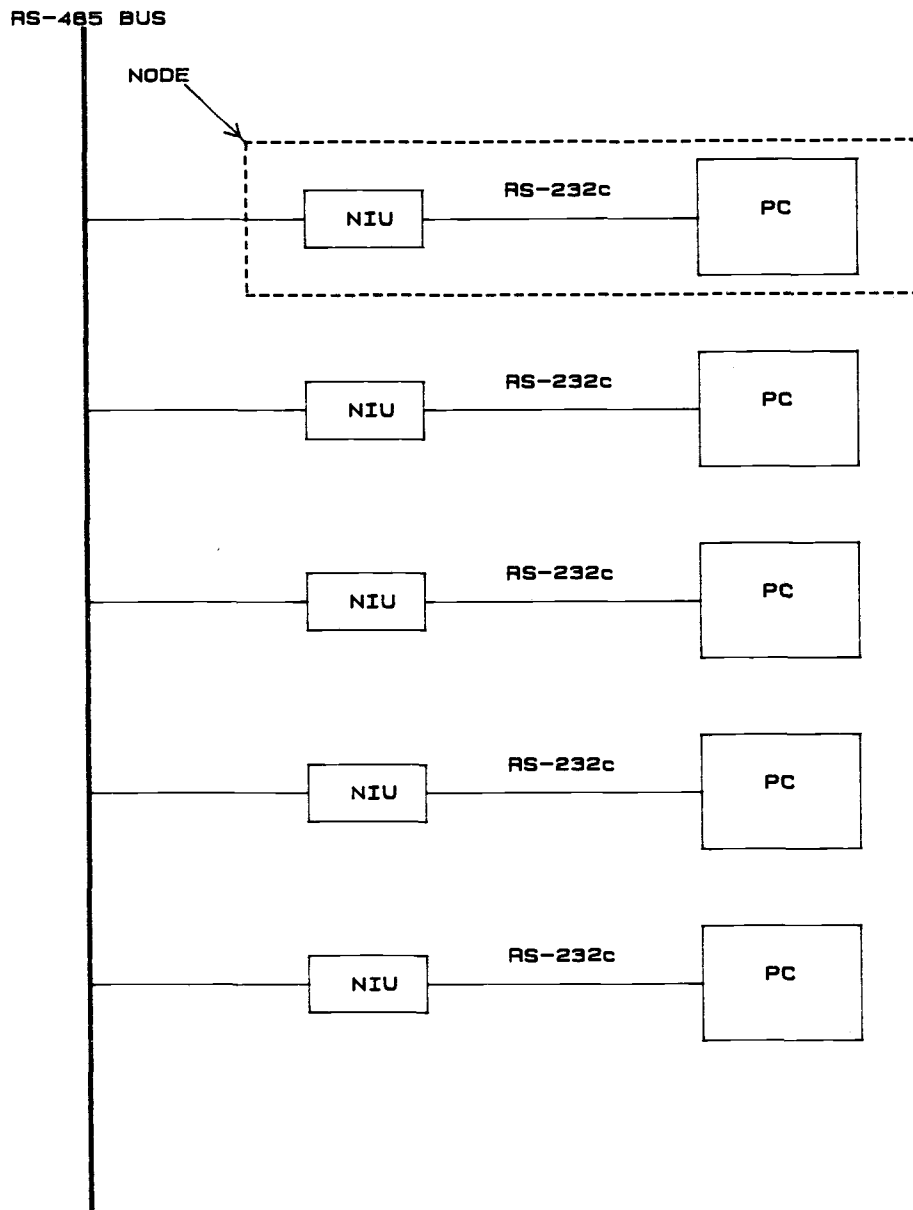 RS-485 BUS
NODE
NIU
RS-232c
PC
NIU
RS-232c
PC
NIU
RS-232c
PC
NIU
RS-232c
PC
NIU
RS-232c
PC